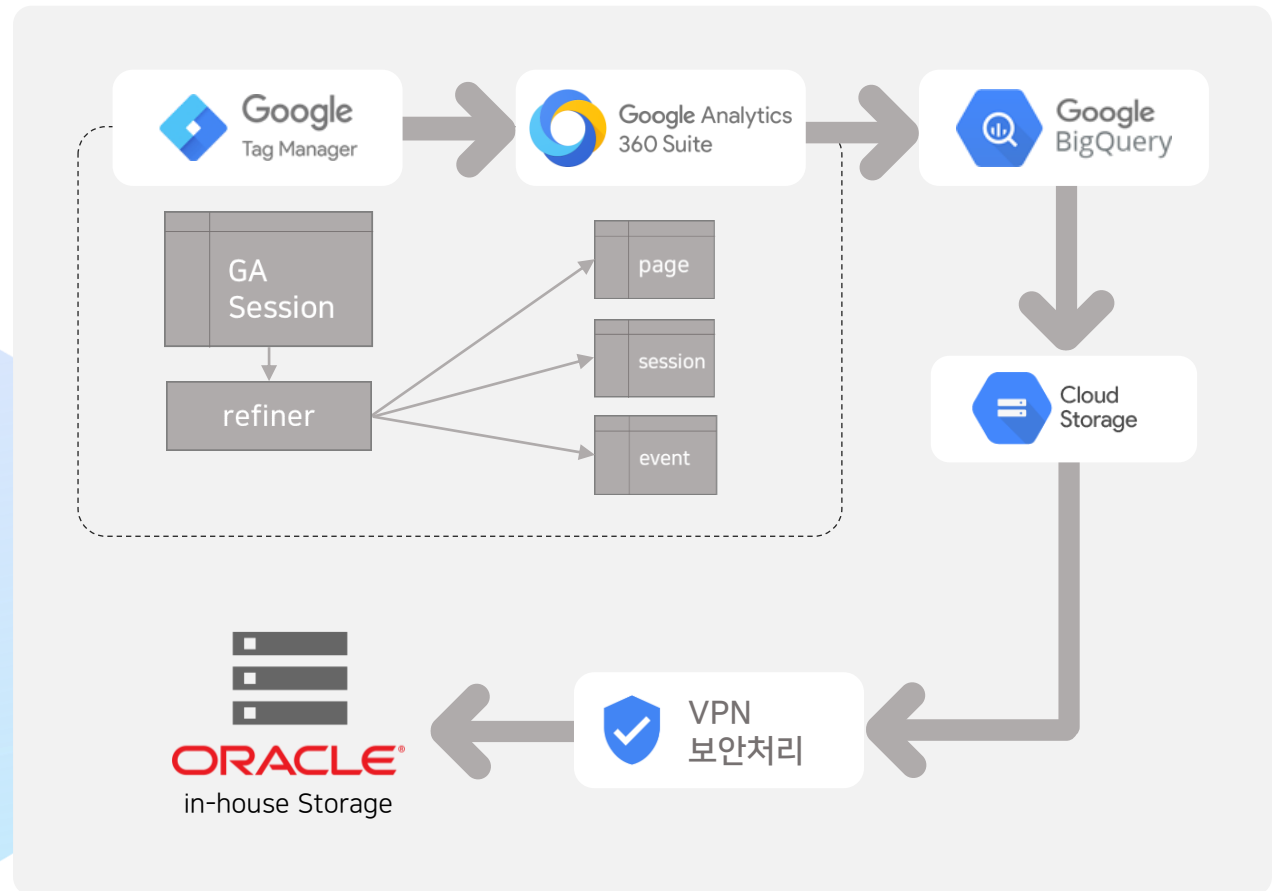 Google
Tag Manager
Google Analytics
360 Suite
Google
BigQuery
GA
Session
page
session
refiner
event
Cloud
Storage
VPN
보안처리
ORACLE®
in-house Storage